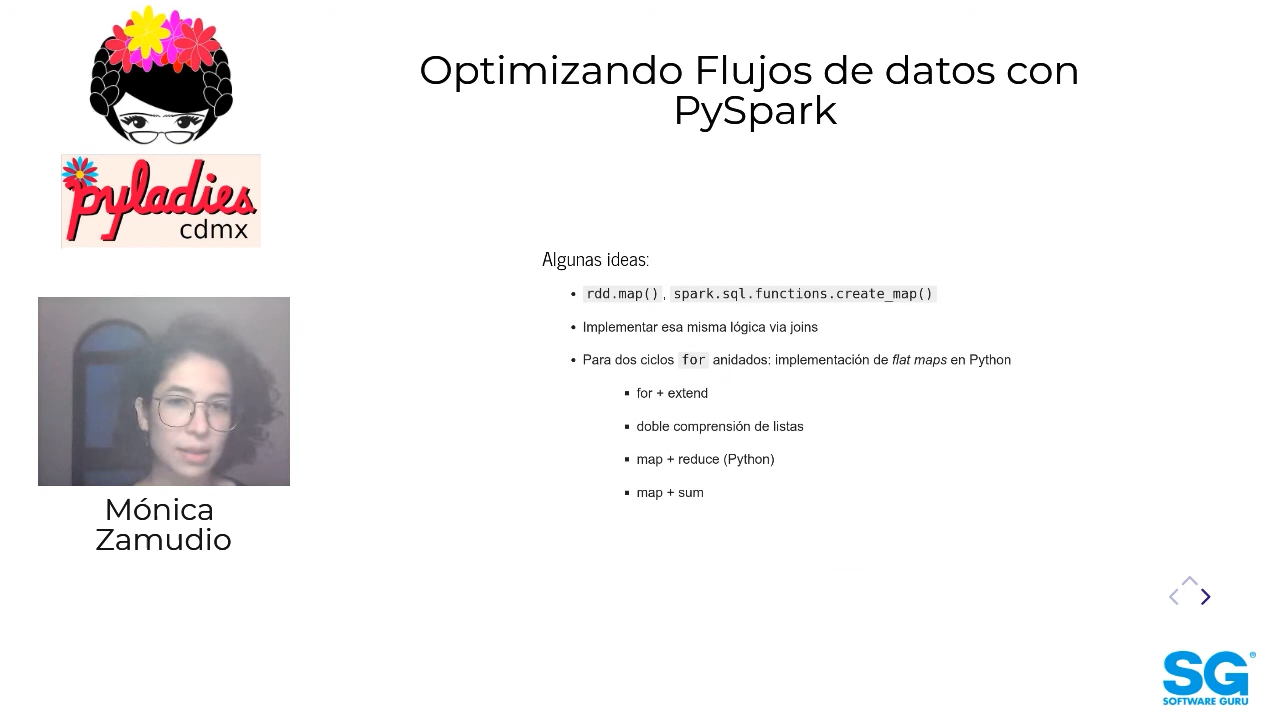 Optimizando Flujos de datos con
PySpark
pyladies
cdmx
Algunas ideas:
• rdd.map(), spark.sql.functions.create_map()
• Implementar esa misma lógica via joins
• Para dos ciclos for anidados: implementación de flat maps en Python
▪ for + extend
▪ doble comprensión de listas
▪ map + reduce (Python)
▪ map + sum
Mónica
Zamudio
SG®
SOFTWARE GURU